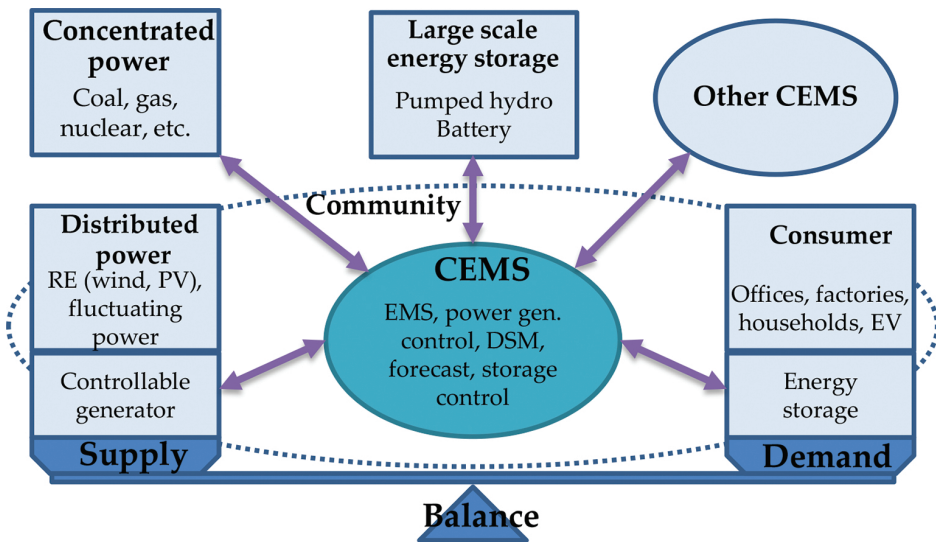 Concentrated
power
Coal, gas,
nuclear, etc.
Large scale
energy storage
Pumped hydro
Battery
Other CEMS
Community
Distributed
power
RE (wind, PV),
fluctuating
power
Controllable
generator
Supply
CEMS
EMS, power gen.
control, DSM,
forecast, storage
control
Consumer
Offices, factories,
households, EV
Energy
storage
Demand
Balance